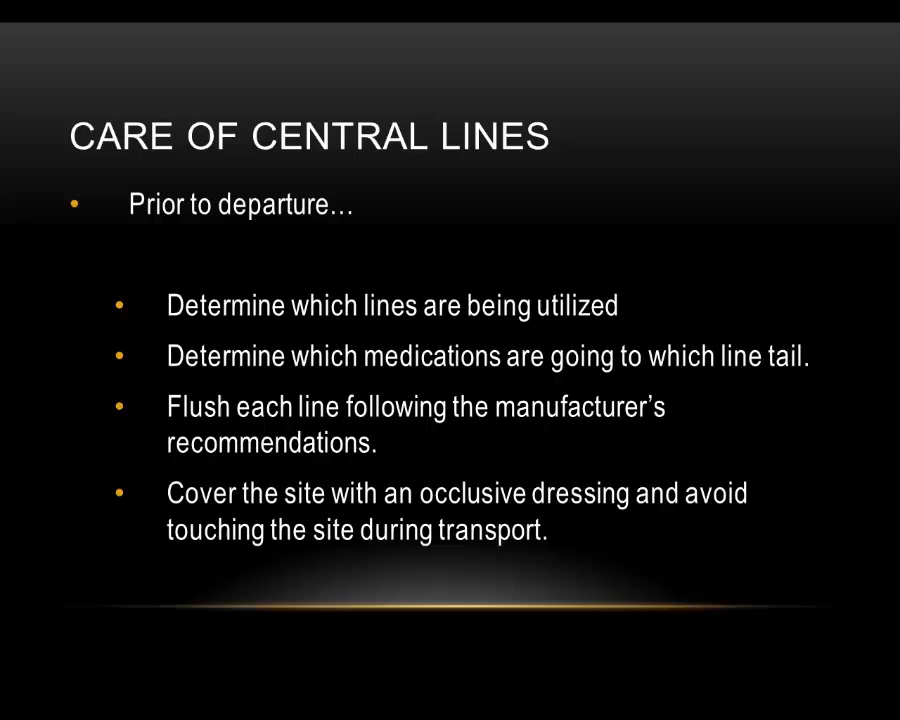 CARE OF CENTRAL LINES
• Prior to departure…
• Determine which lines are being utilized
• Determine which medications are going to which line tail.
• Flush each line following the manufacturer’s
recommendations.
• Cover the site with an occlusive dressing and avoid
touching the site during transport.